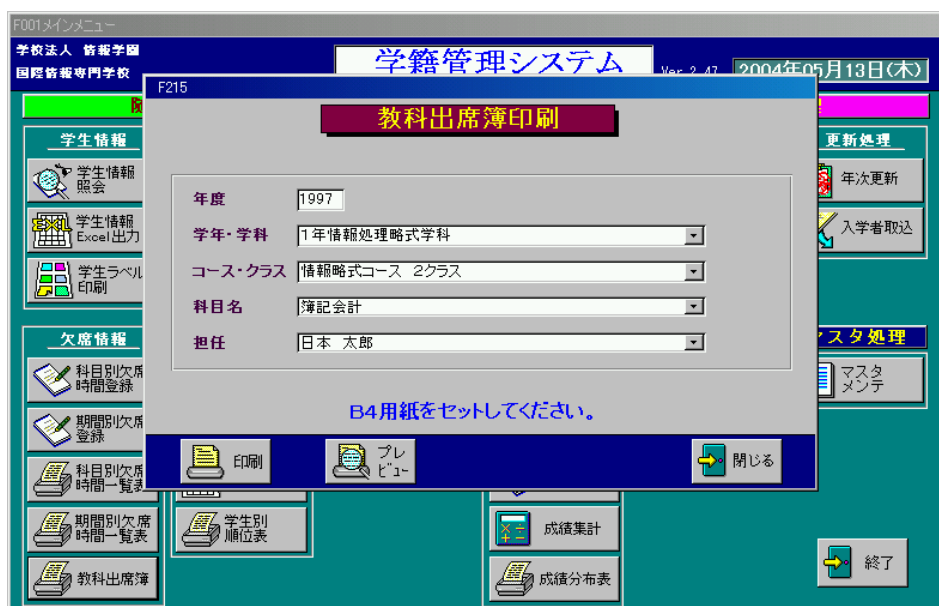 F001メインメニュー
学校法人 情報学園
国際情報専門学校
学籍管理システム
Ver 2.47
2004年05月13日(木)
F215
教科出席簿印刷
年度 1997
学年・学科 1年情報処理略式学科
コース・クラス 情報略式コース 2クラス
科目名 簿記会計
担任 日本 太郎
B4用紙をセットしてください。
印刷
プレ
ビュー
閉じる
学生情報
学生情報
照会
学生情報
Excel出力
学生ラベル
印刷
欠席情報
科目別欠席
時間登録
期間別欠席
登録
科目別欠席
時間一覧表
期間別欠席
時間一覧表
教科出席簿
学生別
順位表
成績集計
成績分布表
更新処理
年次更新
入学者取込
マスタ処理
マスタ
メンテ
終了